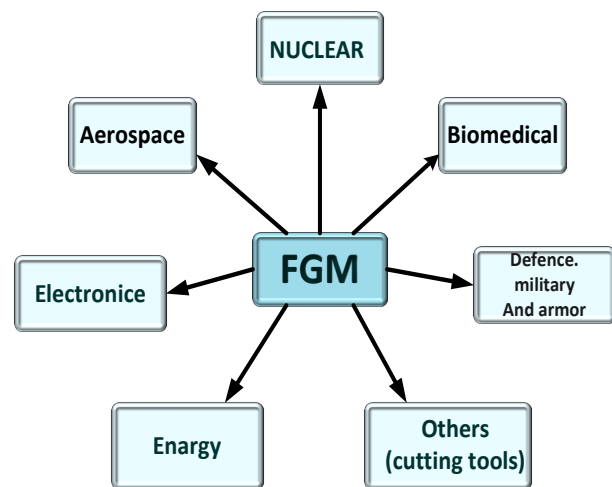 NUCLEAR
Aerospace
Biomedical
FGM
Defence.
military
And armor
Electronice
Enargy
Others
(cutting tools)